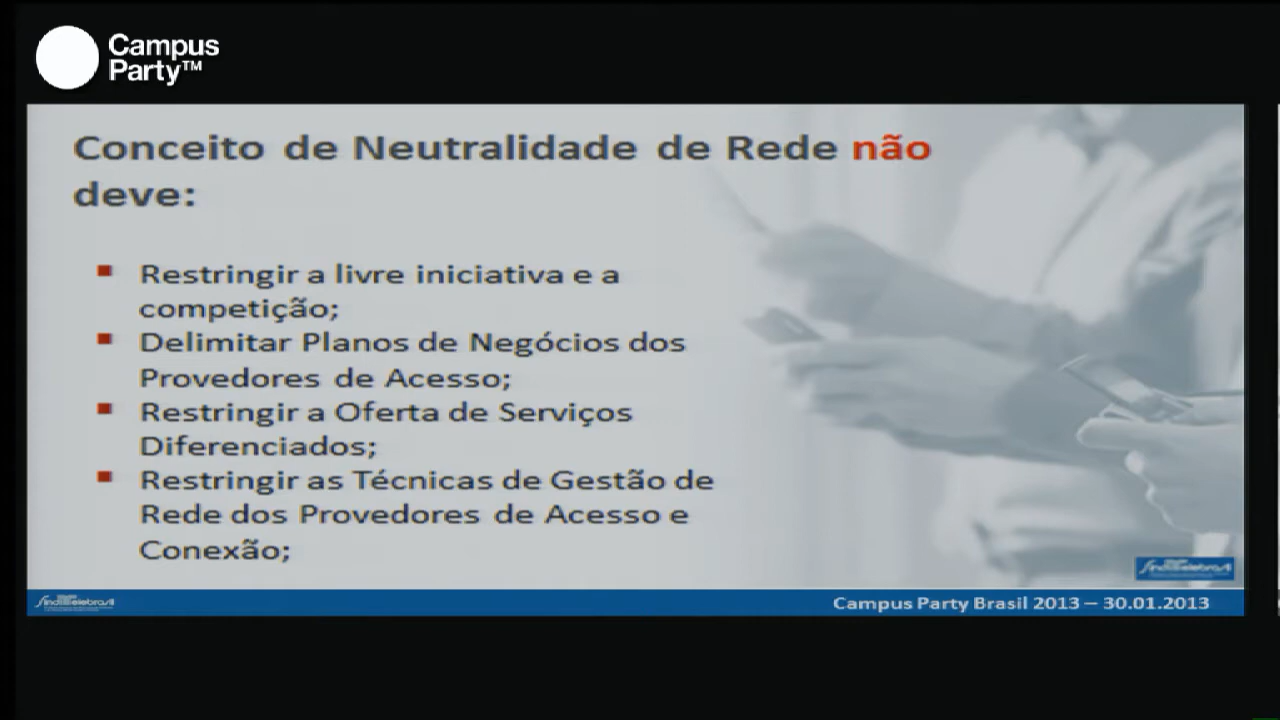 Campus
Party™
Conceito de Neutralidade de Rede não
deve:
Restringir a livre iniciativa e a
competição;
Delimitar Planos de Negócios dos
Provedores de Acesso;
Restringir a Oferta de Serviços
Diferenciados;
Restringir as Técnicas de Gestão de
Rede dos Provedores de Acesso e
Conexão;
Campus Party Brasil 2013 – 30.01.2013